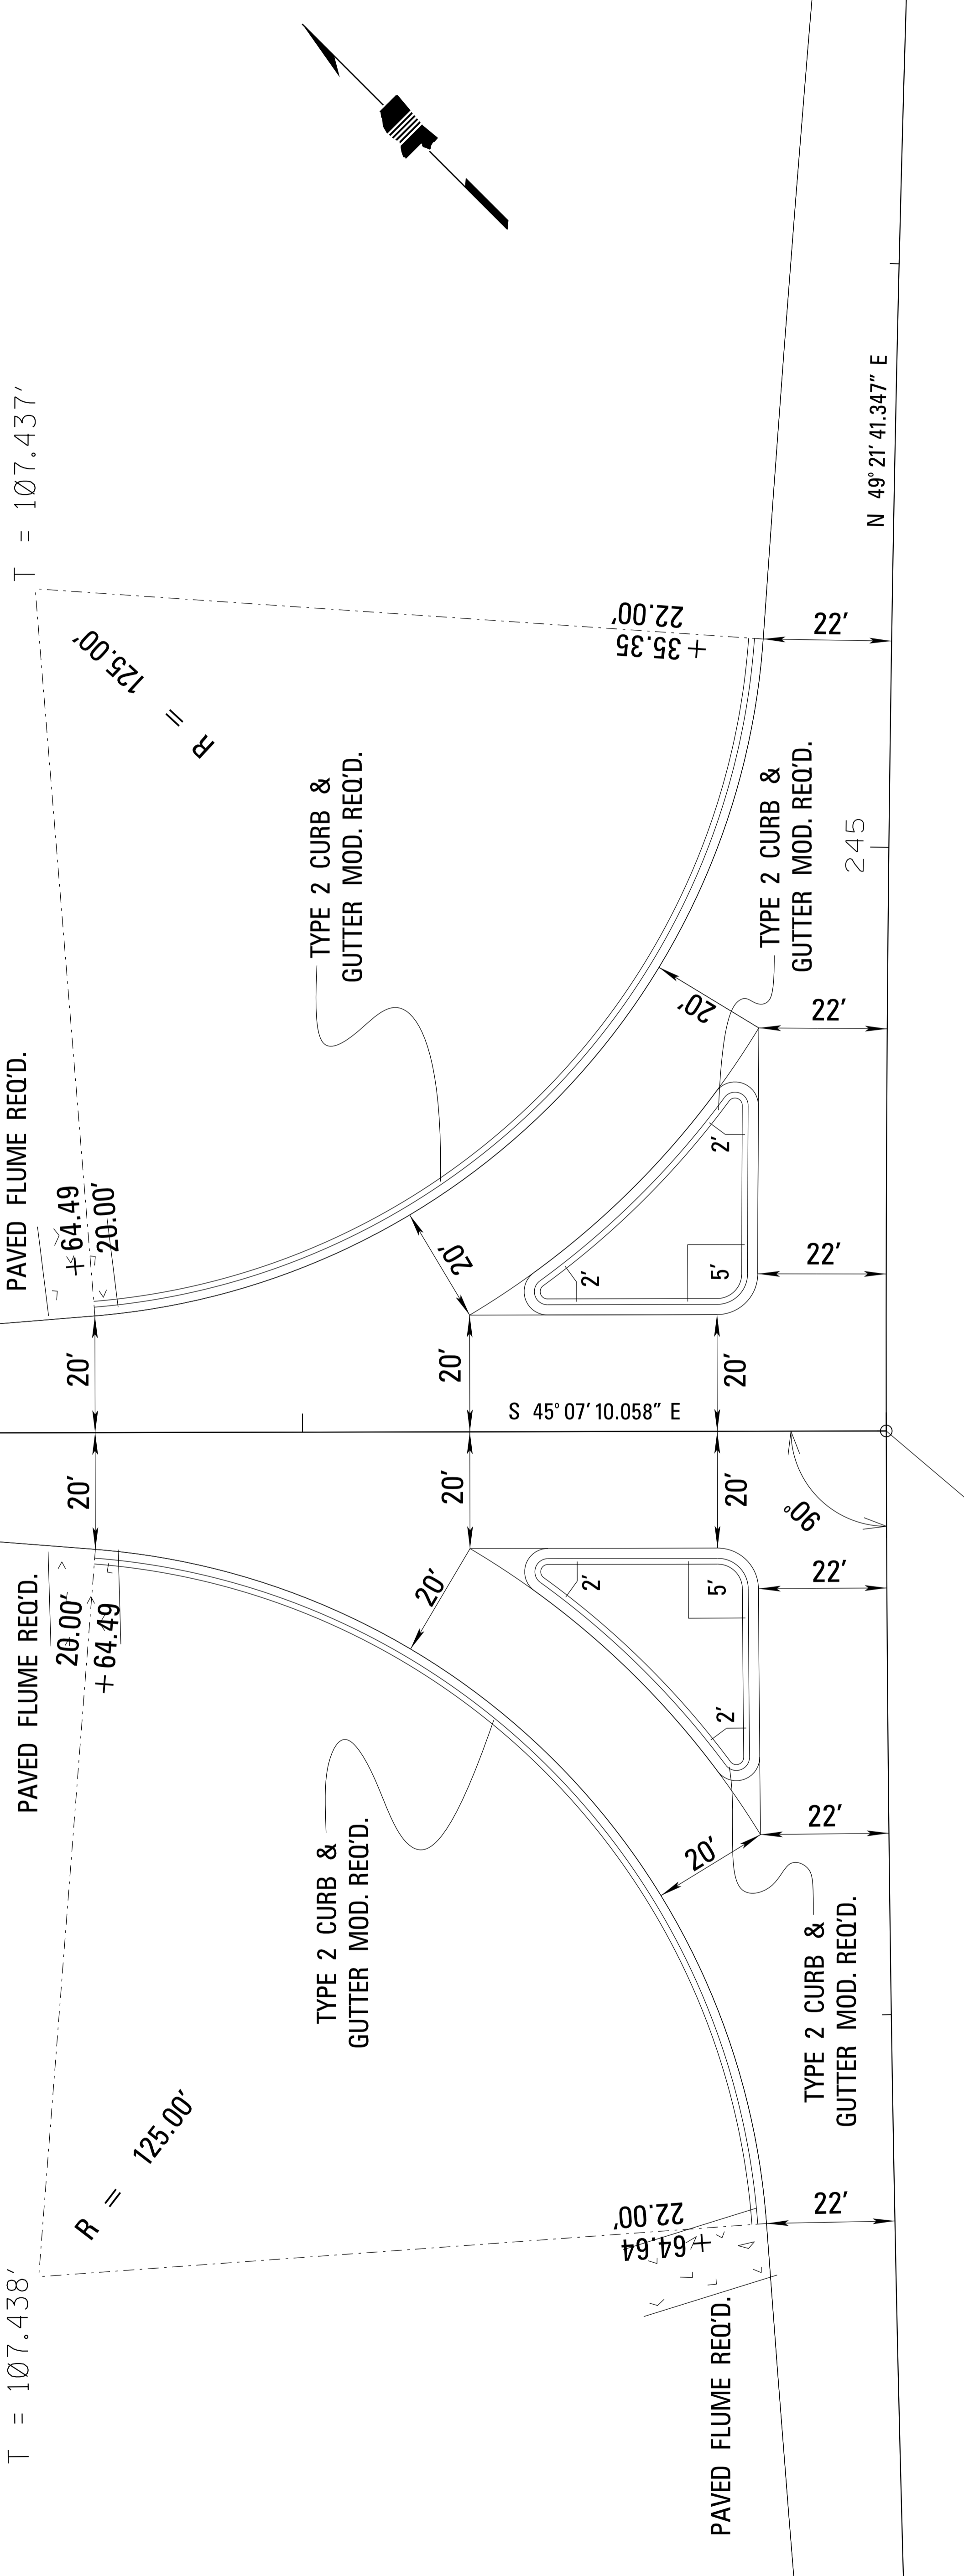 T = 107.437'
R = 125.00'
PAVED FLUME REQ'D.
+64.49
20.00'
TYPE 2 CURB &
GUTTER MOD. REQ'D.
+35.35
22.00'
22'
N 49° 21' 41.347" E
TYPE 2 CURB &
GUTTER MOD. REQ'D.
245
20'
22'
20'
2'
2'
5'
22'
20'
20'
20'
S 45° 07' 10.058" E
20'
20'
20'
90°
PAVED FLUME REQ'D.
20.00'
+64.49
20'
2'
5'
2'
22'
20'
22'
TYPE 2 CURB &
GUTTER MOD. REQ'D.
TYPE 2 CURB &
GUTTER MOD. REQ'D.
R = 125.00'
T = 107.438'
22.00'
+64.64
22'
PAVED FLUME REQ'D.